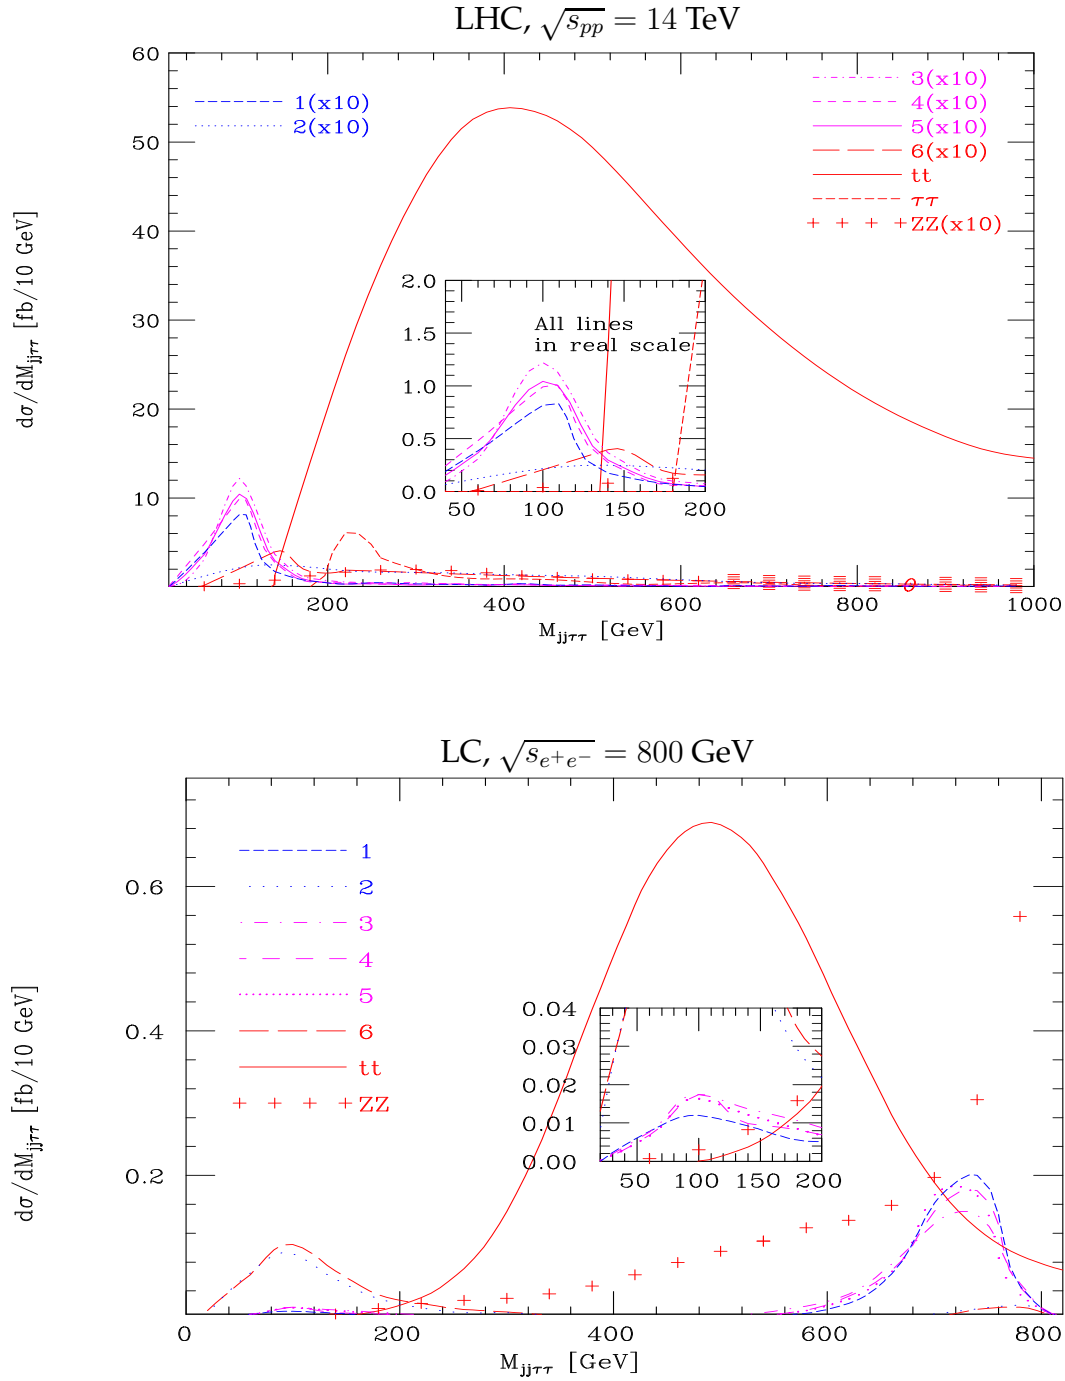 LHC, √s_pp = 14 TeV
60
50
40
30
20
10
dσ/dM_jjττ [fb/10 GeV]
1(x10)
2(x10)
3(x10)
4(x10)
5(x10)
6(x10)
tt
ττ
ZZ(x10)
2.0
1.5
1.0
0.5
0.0
All lines
in real scale
50 100 150 200
0
200 400 600 800 1000
M_jjττ [GeV]
LC, √s_e⁺e⁻ = 800 GeV
0.6
0.4
0.2
dσ/dM_jjττ [fb/10 GeV]
1
2
3
4
5
6
tt
ZZ
0.04
0.03
0.02
0.01
0.00
50 100 150 200
0 200 400 600 800
M_jjττ [GeV]